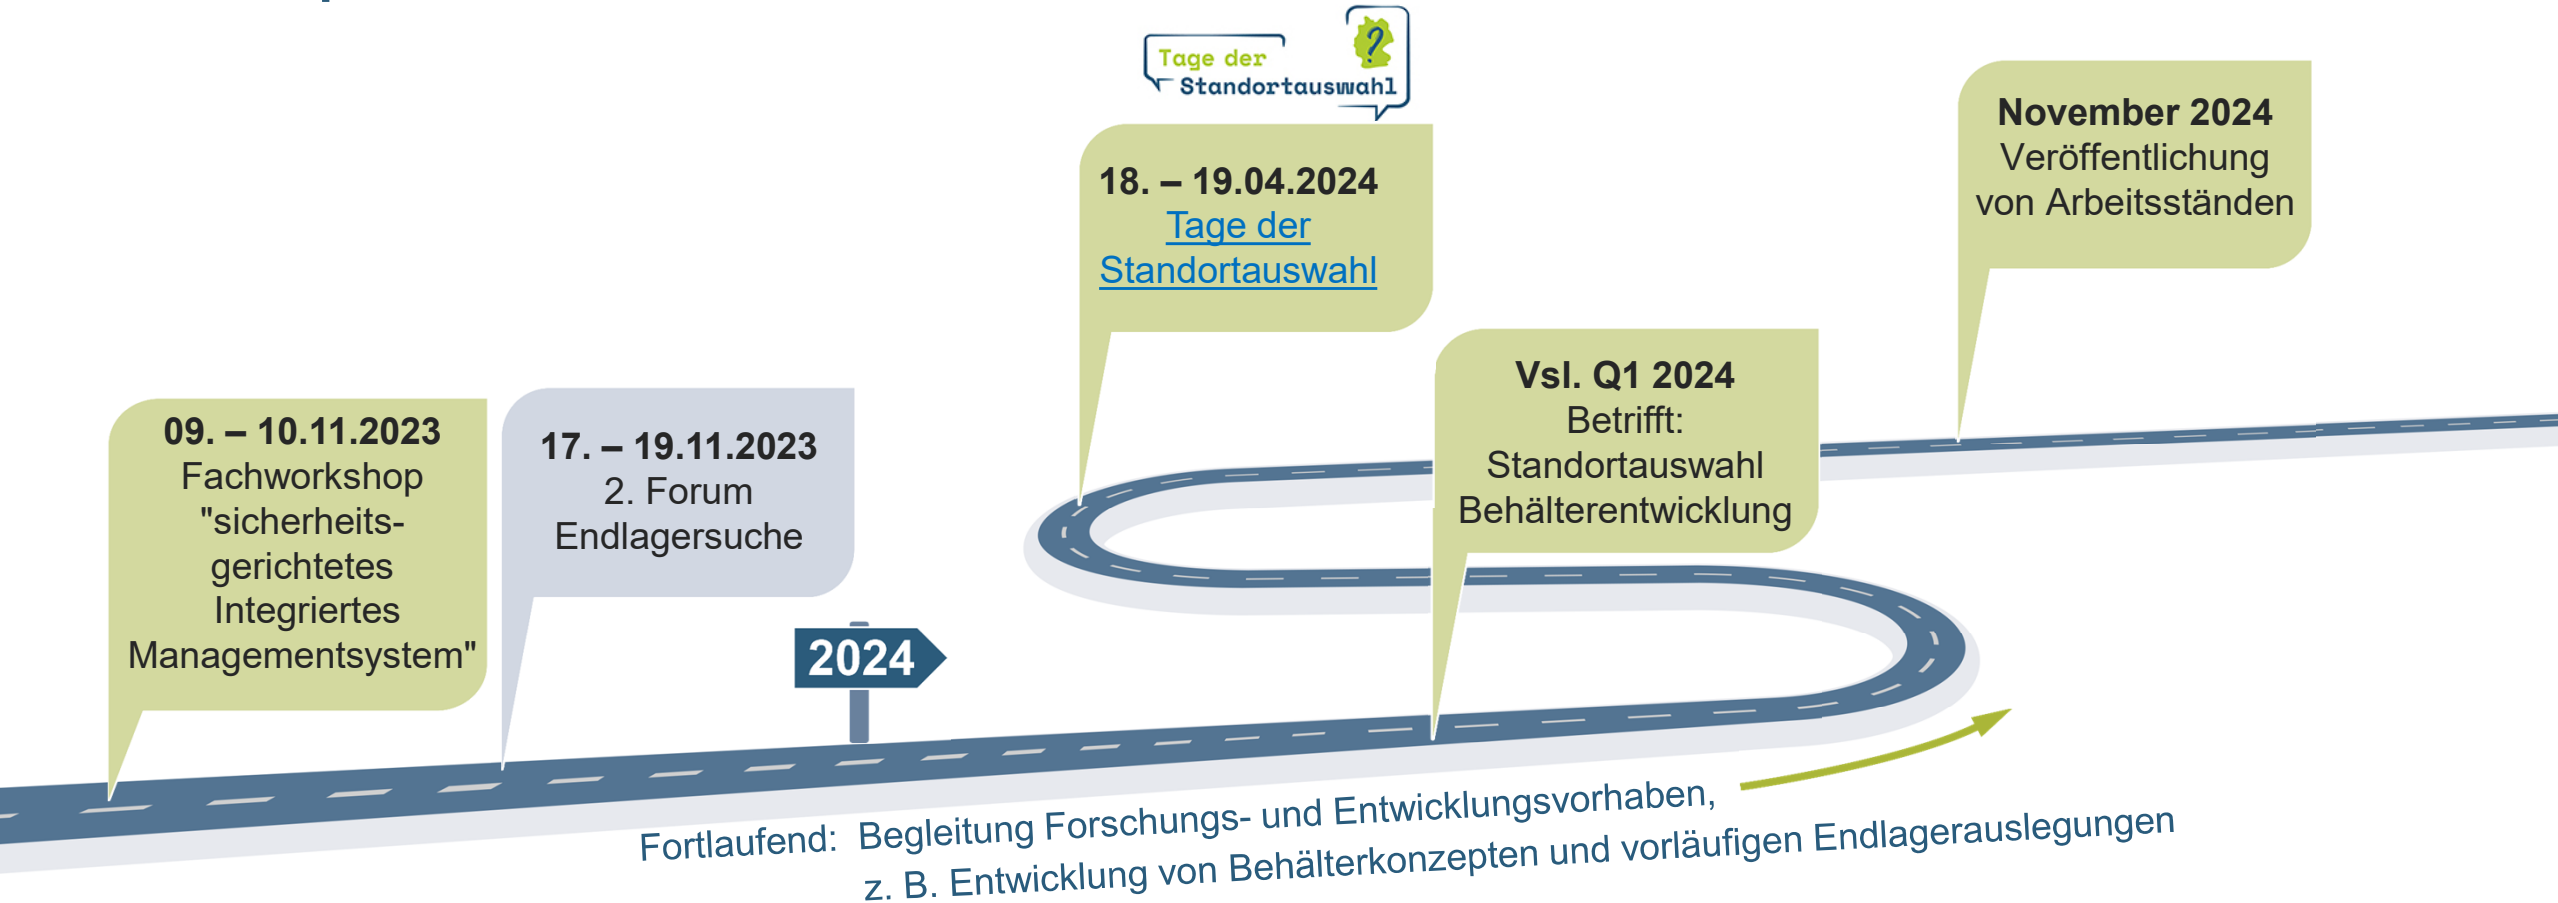 Tage der
Standortauswahl
?
09. – 10.11.2023
Fachworkshop
"sicherheits-
gerichtetes
Integriertes
Managementsystem"
17. – 19.11.2023
2. Forum
Endlagersuche
2024
18. – 19.04.2024
Tage der
Standortauswahl
Vsl. Q1 2024
Betrifft:
Standortauswahl
Behälterentwicklung
November 2024
Veröffentlichung
von Arbeitsständen
Fortlaufend: Begleitung Forschungs- und Entwicklungsvorhaben,
z. B. Entwicklung von Behälterkonzepten und vorläufigen Endlagerauslegungen